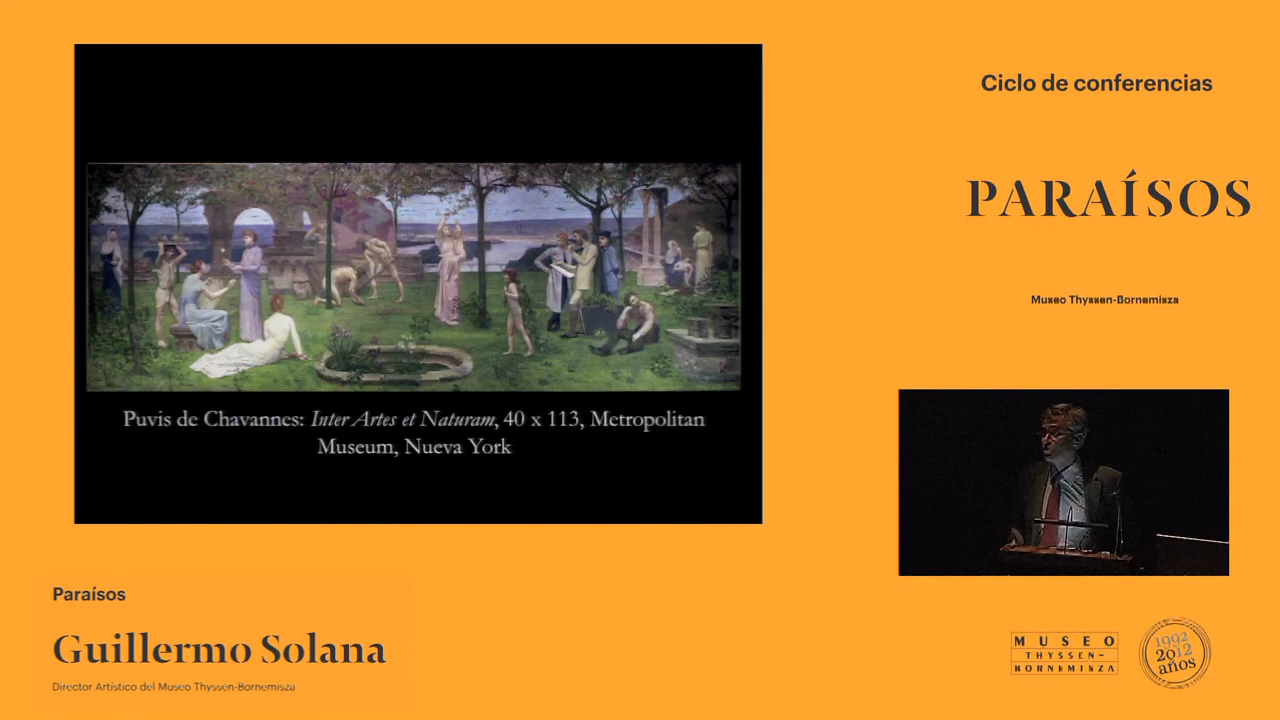 Ciclo de conferencias
PARAÍSOS
Museo Thyssen-Bornemisza
Puvis de Chavannes: Inter Artes et Naturam, 40 x 113, Metropolitan
Museum, Nueva York
Paraísos
Guillermo Solana
Director Artístico del Museo Thyssen-Bornemisza
MUSEO
THYSSEN-
BORNEMISZA
1992
2012
años